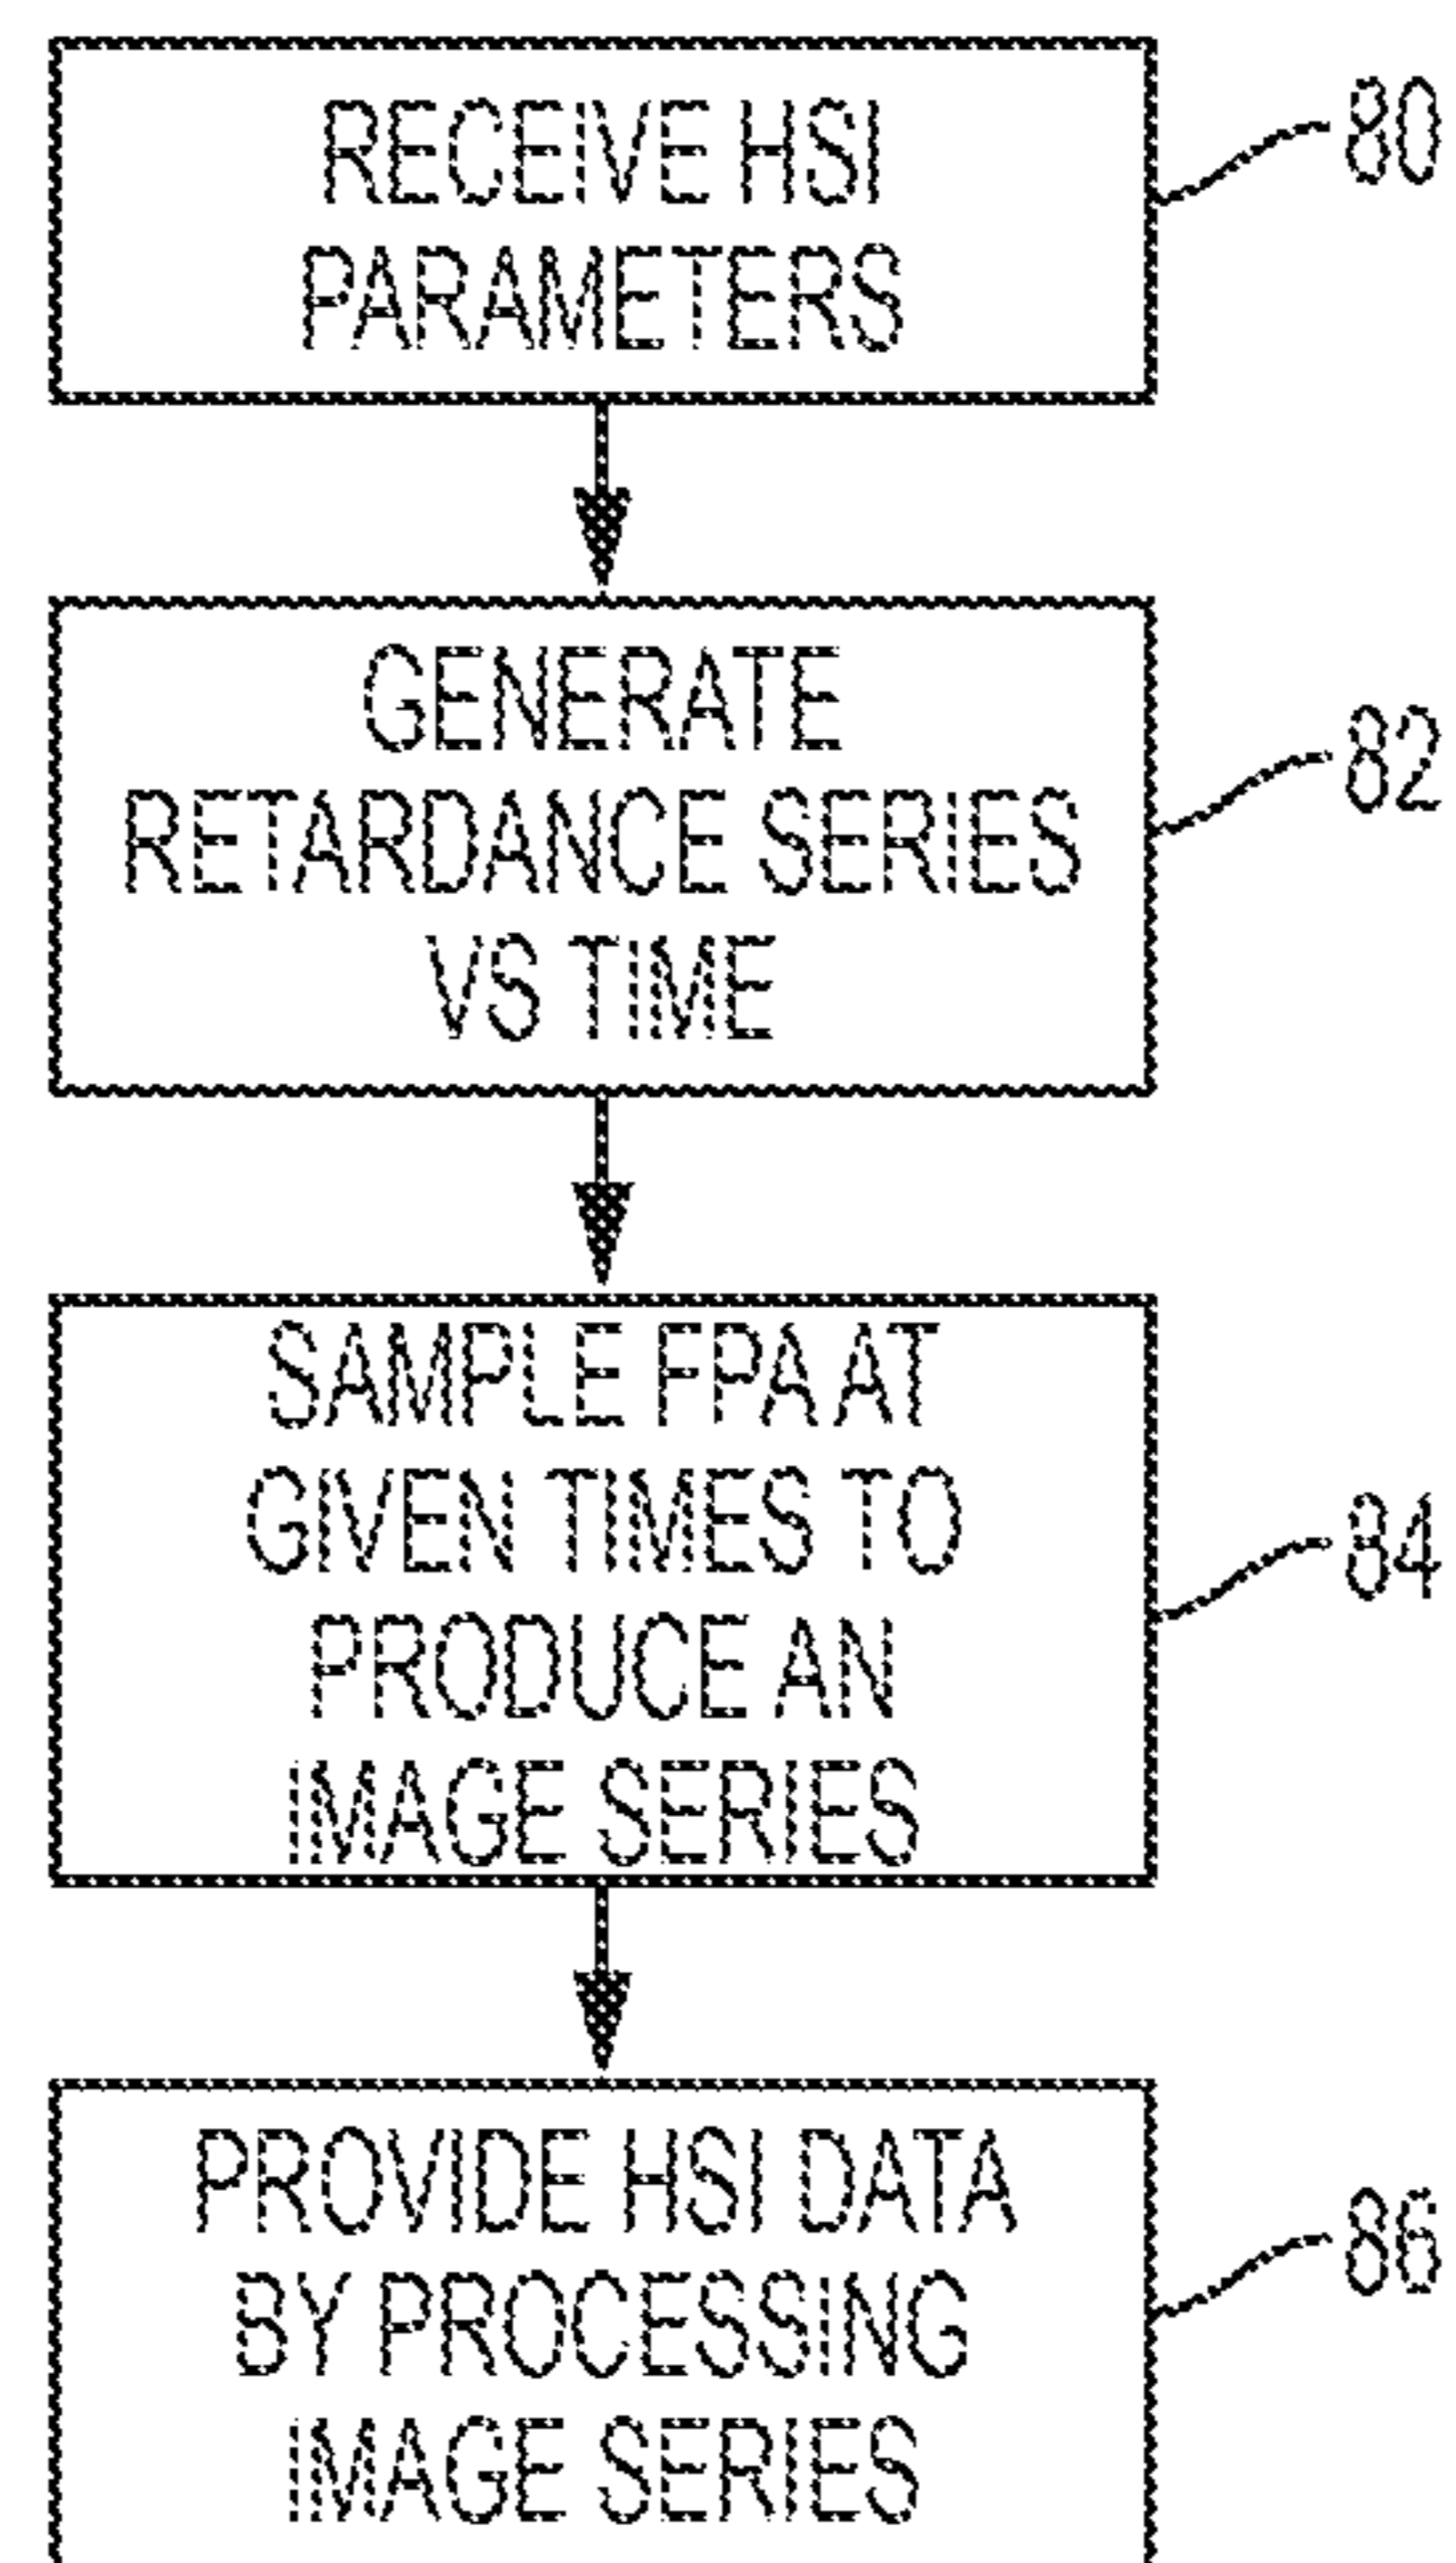 RECEIVE HSI
PARAMETERS
80
GENERATE
RETARDANCE SERIES
VS TIME
82
SAMPLE FPA AT
GIVEN TIMES TO
PRODUCE AN
IMAGE SERIES
84
PROVIDE HSI DATA
BY PROCESSING
IMAGE SERIES
86